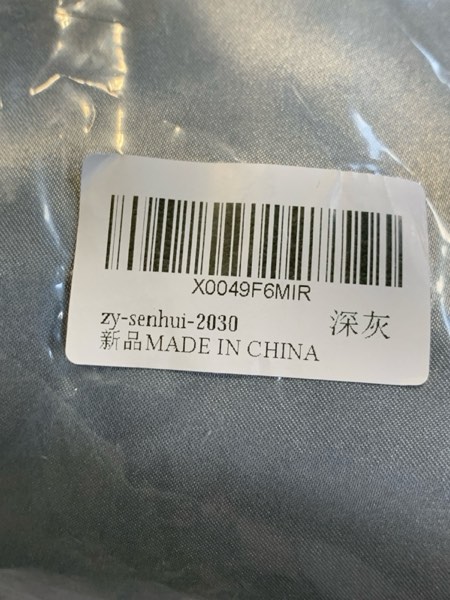 X0049F6MIR
zy-senhui-2030 深灰
新品MADE IN CHINA